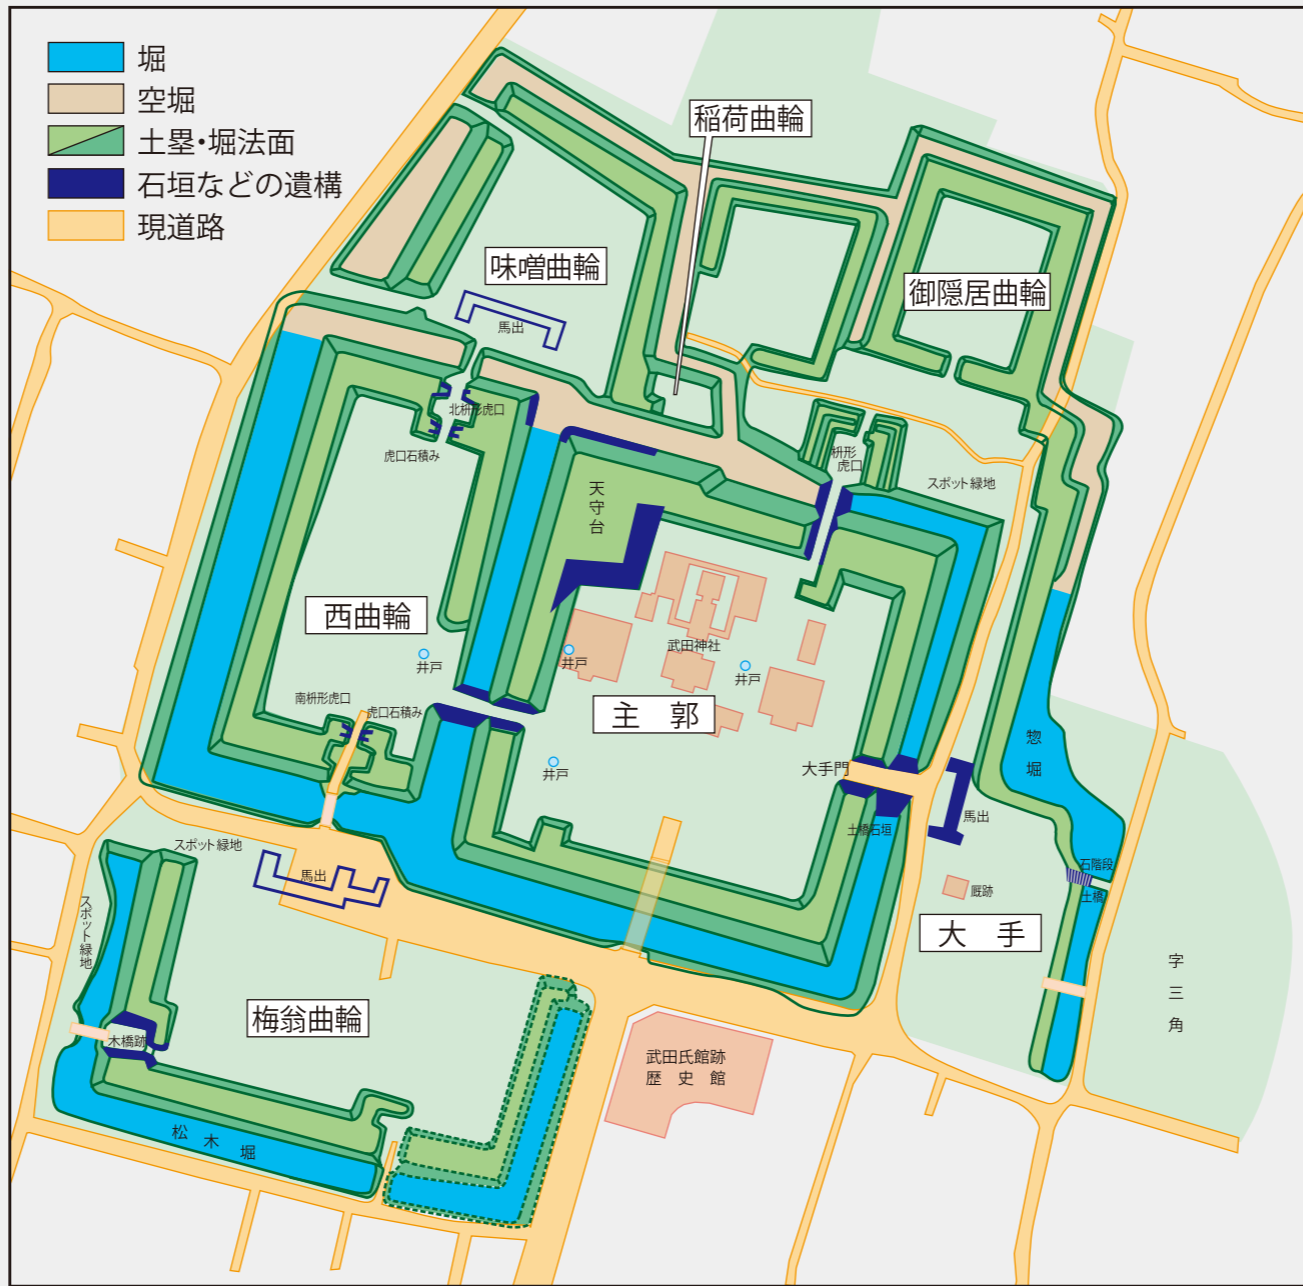 堀
空堀
土塁・堀法面
石垣などの遺構
現道路
稲荷曲輪
味噌曲輪
御隠居曲輪
馬出
北枡形虎口
虎口石積み
枡形
虎口
スポット緑地
天守台
西曲輪
井戸
武田神社
井戸
井戸
主 郭
南枡形虎口
虎口石積み
井戸
大手門
惣堀
馬出
土橋石垣
スポット緑地
馬出
石階段
土橋
厩跡
大 手
スポット緑地
字三角
梅翁曲輪
木橋跡
武田氏館跡
歴 史 館
松木堀